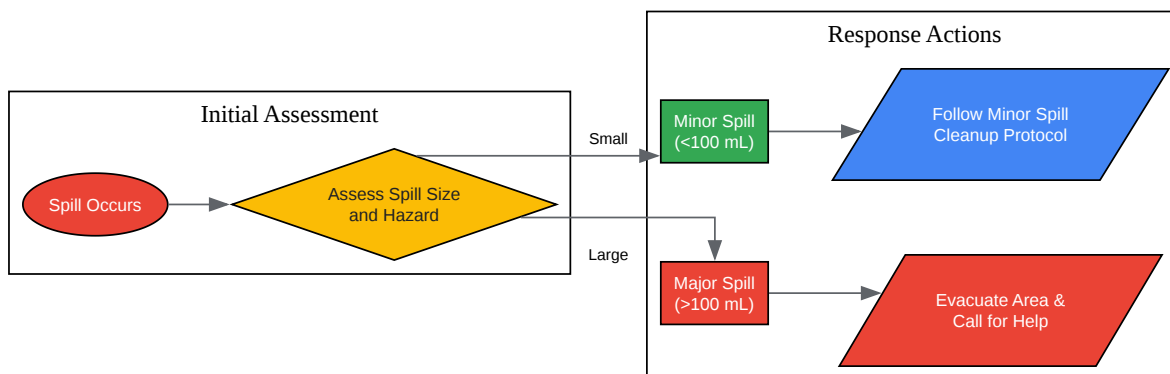 Initial Assessment
Spill Occurs
Assess Spill Size
and Hazard
Small
Large
Response Actions
Minor Spill
(<100 mL)
Follow Minor Spill
Cleanup Protocol
Major Spill
(>100 mL)
Evacuate Area &
Call for Help